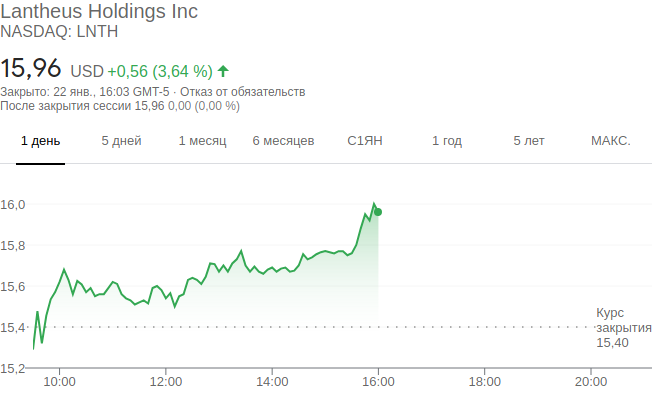 Lantheus Holdings Inc
NASDAQ: LNTH
15,96 USD +0,56 (3,64 %)
Закрыто: 22 янв., 16:03 GMT-5 · Отказ от обязательств
После закрытия сессии 15,96 0,00 (0,00 %)
1 день 5 дней 1 месяц 6 месяцев С1ЯН 1 год 5 лет МАКС.
16,0
15,8
15,6
15,4
15,2
Курс
закрытия
15,40
10:00 12:00 14:00 16:00 18:00 20:00